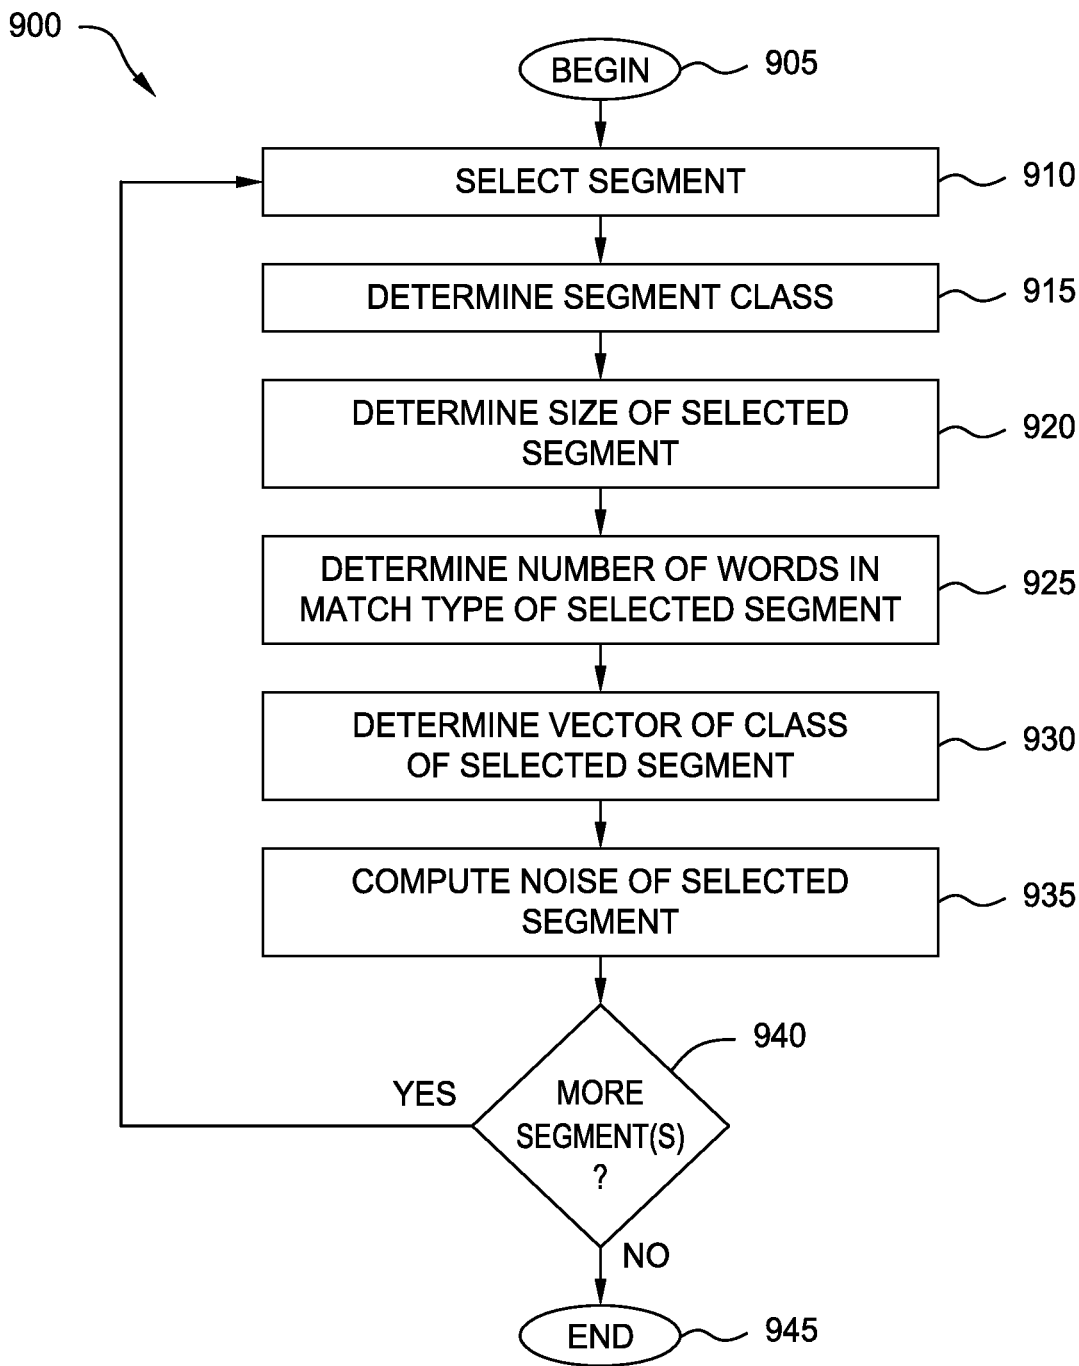 900
BEGIN 905
SELECT SEGMENT 910
DETERMINE SEGMENT CLASS 915
DETERMINE SIZE OF SELECTED
SEGMENT
920
DETERMINE NUMBER OF WORDS IN
MATCH TYPE OF SELECTED SEGMENT
925
DETERMINE VECTOR OF CLASS
OF SELECTED SEGMENT
930
COMPUTE NOISE OF SELECTED
SEGMENT
935
940
YES
MORE
SEGMENT(S)
?
NO
END 945